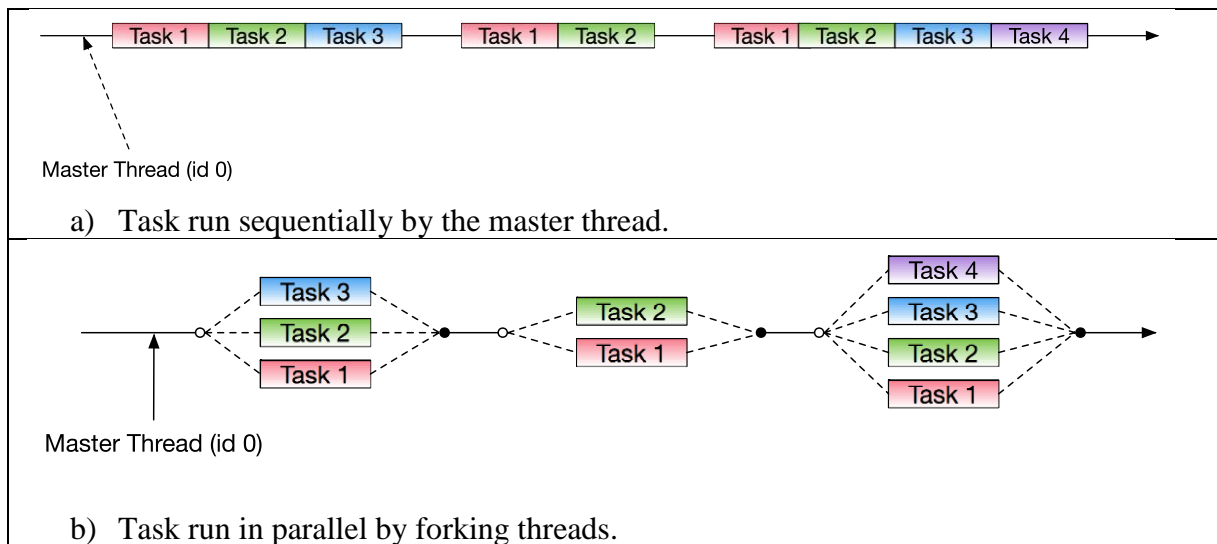 Task 1 Task 2 Task 3 Task 1 Task 2 Task 1 Task 2 Task 3 Task 4
Master Thread (id 0)
a) Task run sequentially by the master thread.
Task 4
Task 3
Task 2
Task 3
Task 2
Task 1
Task 2
Task 1
Task 1
Master Thread (id 0)
b) Task run in parallel by forking threads.